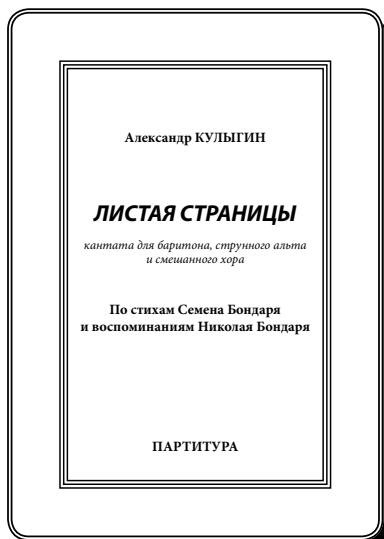 Александр КУЛЫГИН
ЛИСТАЯ СТРАНИЦЫ
кантата для баритона, струнного альта
и смешанного хора
По стихам Семена Бондаря
и воспоминаниям Николая Бондаря
ПАРТИТУРА